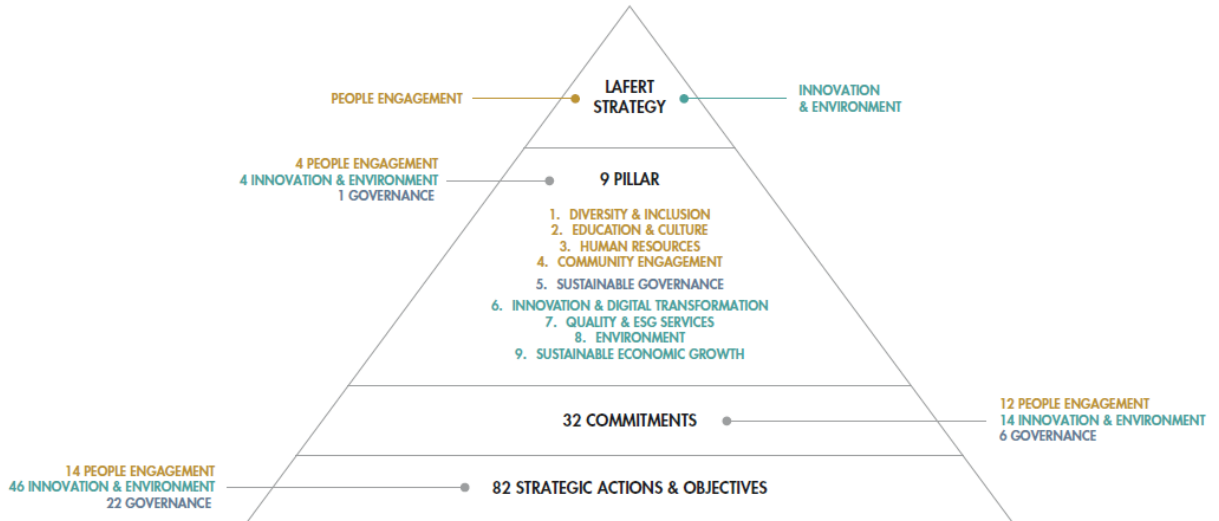 LAFERT
STRATEGY
PEOPLE ENGAGEMENT
INNOVATION
& ENVIRONMENT
4 PEOPLE ENGAGEMENT
4 INNOVATION & ENVIRONMENT
1 GOVERNANCE
9 PILLAR
1. DIVERSITY & INCLUSION
2. EDUCATION & CULTURE
3. HUMAN RESOURCES
4. COMMUNITY ENGAGEMENT
5. SUSTAINABLE GOVERNANCE
6. INNOVATION & DIGITAL TRANSFORMATION
7. QUALITY & ESG SERVICES
8. ENVIRONMENT
9. SUSTAINABLE ECONOMIC GROWTH
32 COMMITMENTS
12 PEOPLE ENGAGEMENT
14 INNOVATION & ENVIRONMENT
6 GOVERNANCE
14 PEOPLE ENGAGEMENT
46 INNOVATION & ENVIRONMENT
22 GOVERNANCE
82 STRATEGIC ACTIONS & OBJECTIVES